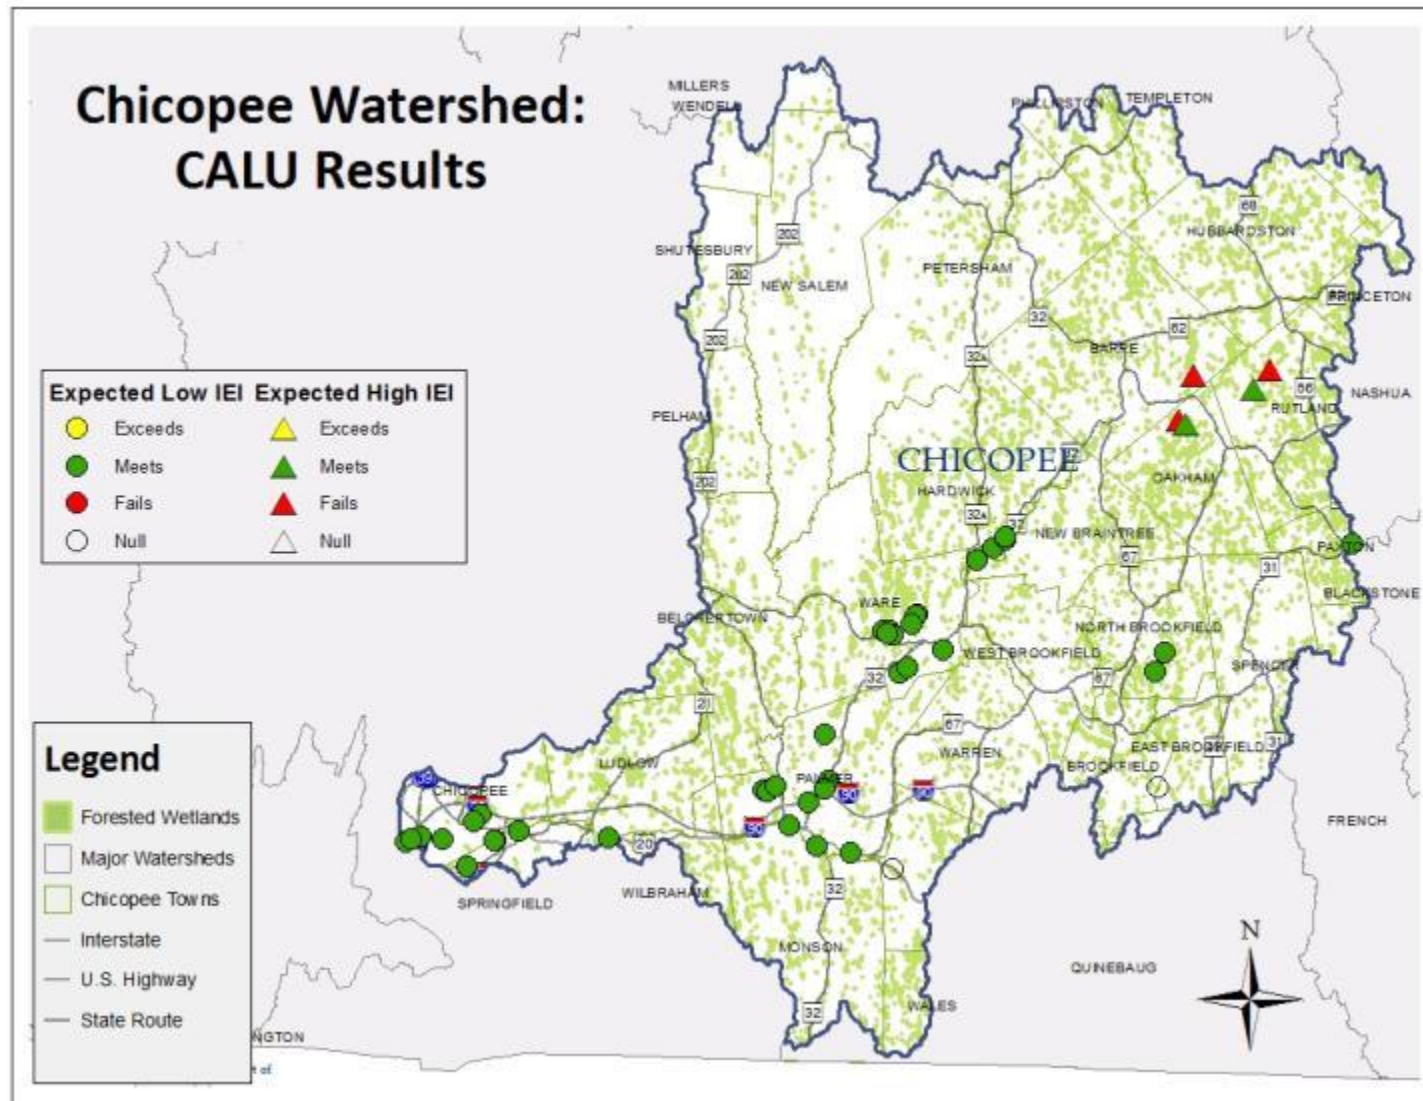 Chicopee Watershed:
CALU Results
MILLERS
WENDELL
PHILLIPSTON
TEMPLETON
68
HUBBARDSTON
202
SHUTESBURY
202
NEW SALEM
PETERSHAM
PRINCETON
32
62
202
BARRE
32A
Expected Low IEI Expected High IEI
Exceeds Exceeds
Meets Meets
Fails Fails
Null Null
NASHUA
RUTLAND
PELHAM
CHICOPEE
202
HARDWICK
OAKHAM
32A
32
NEW BRAINTREE
PAXTON
67
31
BLACKSTONE
WARE
BELCHERTOWN
NORTH BROOKFIELD
WEST BROOKFIELD
SPENCER
32
67
21
67
WARREN
EAST BROOKFIELD
31
BROOKFIELD
LUDLOW
PALMER
CHICOPEE
90
90
90
FRENCH
20
WILBRAHAM
SPRINGFIELD
32
MONSON
QUINEBAUG
WALES
32
N
Legend
Forested Wetlands
Major Watersheds
Chicopee Towns
Interstate
U.S. Highway
State Route
NGTON